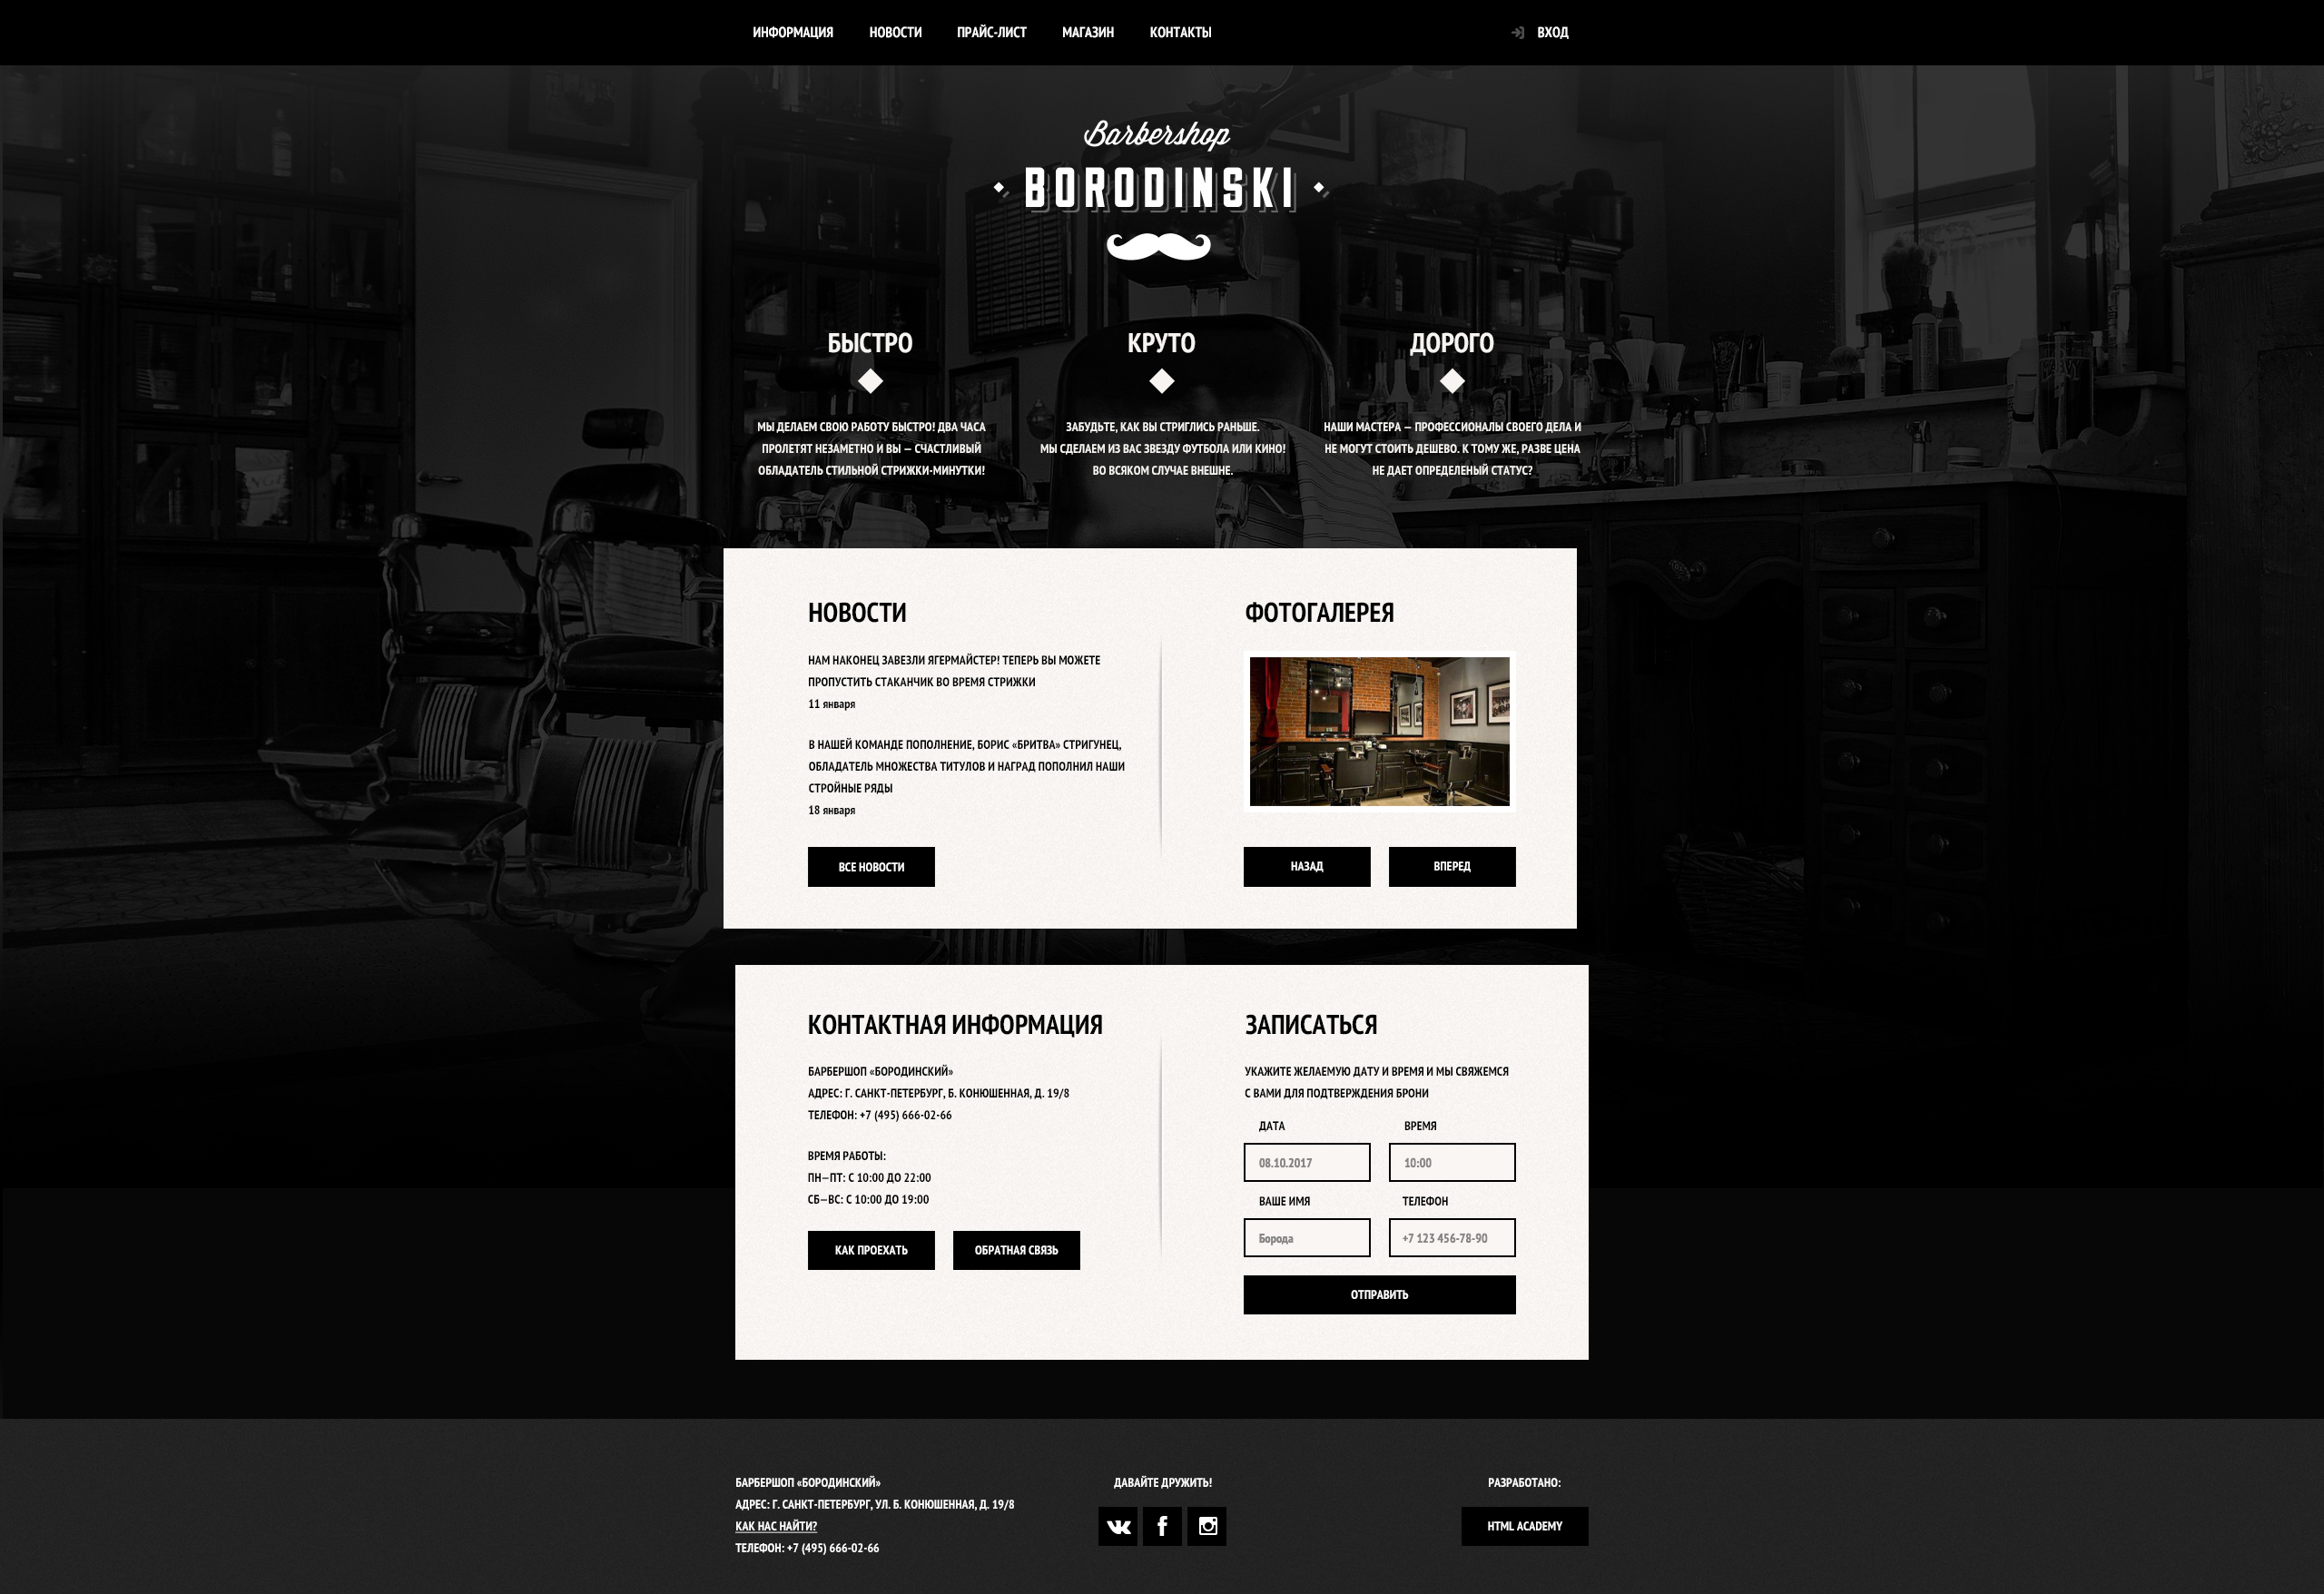 ИНФОРМАЦИЯ НОВОСТИ ПРАЙС-ЛИСТ МАГАЗИН КОНТАКТЫ ВХОД
Barbershop
BORODINSKI
БЫСТРО
МЫ ДЕЛАЕМ СВОЮ РАБОТУ БЫСТРО! ДВА ЧАСА
ПРОЛЕТЯТ НЕЗАМЕТНО И ВЫ — СЧАСТЛИВЫЙ
ОБЛАДАТЕЛЬ СТИЛЬНОЙ СТРИЖКИ-МИНУТКИ!
КРУТО
ЗАБУДЬТЕ, КАК ВЫ СТРИГЛИСЬ РАНЬШЕ.
МЫ СДЕЛАЕМ ИЗ ВАС ЗВЕЗДУ ФУТБОЛА ИЛИ КИНО!
ВО ВСЯКОМ СЛУЧАЕ ВНЕШНЕ.
ДОРОГО
НАШИ МАСТЕРА — ПРОФЕССИОНАЛЫ СВОЕГО ДЕЛА И
НЕ МОГУТ СТОИТЬ ДЕШЕВО. К ТОМУ ЖЕ, РАЗВЕ ЦЕНА
НЕ ДАЕТ ОПРЕДЕЛЕНЫЙ СТАТУС?
НОВОСТИ
НАМ НАКОНЕЦ ЗАВЕЗЛИ ЯГЕРМАЙСТЕР! ТЕПЕРЬ ВЫ МОЖЕТЕ
ПРОПУСТИТЬ СТАКАНЧИК ВО ВРЕМЯ СТРИЖКИ
11 января
В НАШЕЙ КОМАНДЕ ПОПОЛНЕНИЕ, БОРИС «БРИТВА» СТРИГУНЕЦ,
ОБЛАДАТЕЛЬ МНОЖЕСТВА ТИТУЛОВ И НАГРАД ПОПОЛНИЛ НАШИ
СТРОЙНЫЕ РЯДЫ
18 января
ВСЕ НОВОСТИ
ФОТОГАЛЕРЕЯ
НАЗАД ВПЕРЕД
КОНТАКТНАЯ ИНФОРМАЦИЯ
БАРБЕРШОП «БОРОДИНСКИЙ»
АДРЕС: Г. САНКТ-ПЕТЕРБУРГ, Б. КОНЮШЕННАЯ, Д. 19/8
ТЕЛЕФОН: +7 (495) 666-02-66
ВРЕМЯ РАБОТЫ:
ПН—ПТ: С 10:00 ДО 22:00
СБ—ВС: С 10:00 ДО 19:00
КАК ПРОЕХАТЬ ОБРАТНАЯ СВЯЗЬ
ЗАПИСАТЬСЯ
УКАЖИТЕ ЖЕЛАЕМУЮ ДАТУ И ВРЕМЯ И МЫ СВЯЖЕМСЯ
С ВАМИ ДЛЯ ПОДТВЕРЖДЕНИЯ БРОНИ
ДАТА ВРЕМЯ
08.10.2017 10:00
ВАШЕ ИМЯ ТЕЛЕФОН
Борода +7 123 456-78-90
ОТПРАВИТЬ
БАРБЕРШОП «БОРОДИНСКИЙ»
АДРЕС: Г. САНКТ-ПЕТЕРБУРГ, УЛ. Б. КОНЮШЕННАЯ, Д. 19/8
КАК НАС НАЙТИ?
ТЕЛЕФОН: +7 (495) 666-02-66
ДАВАЙТЕ ДРУЖИТЬ!
РАЗРАБОТАНО:
HTML ACADEMY